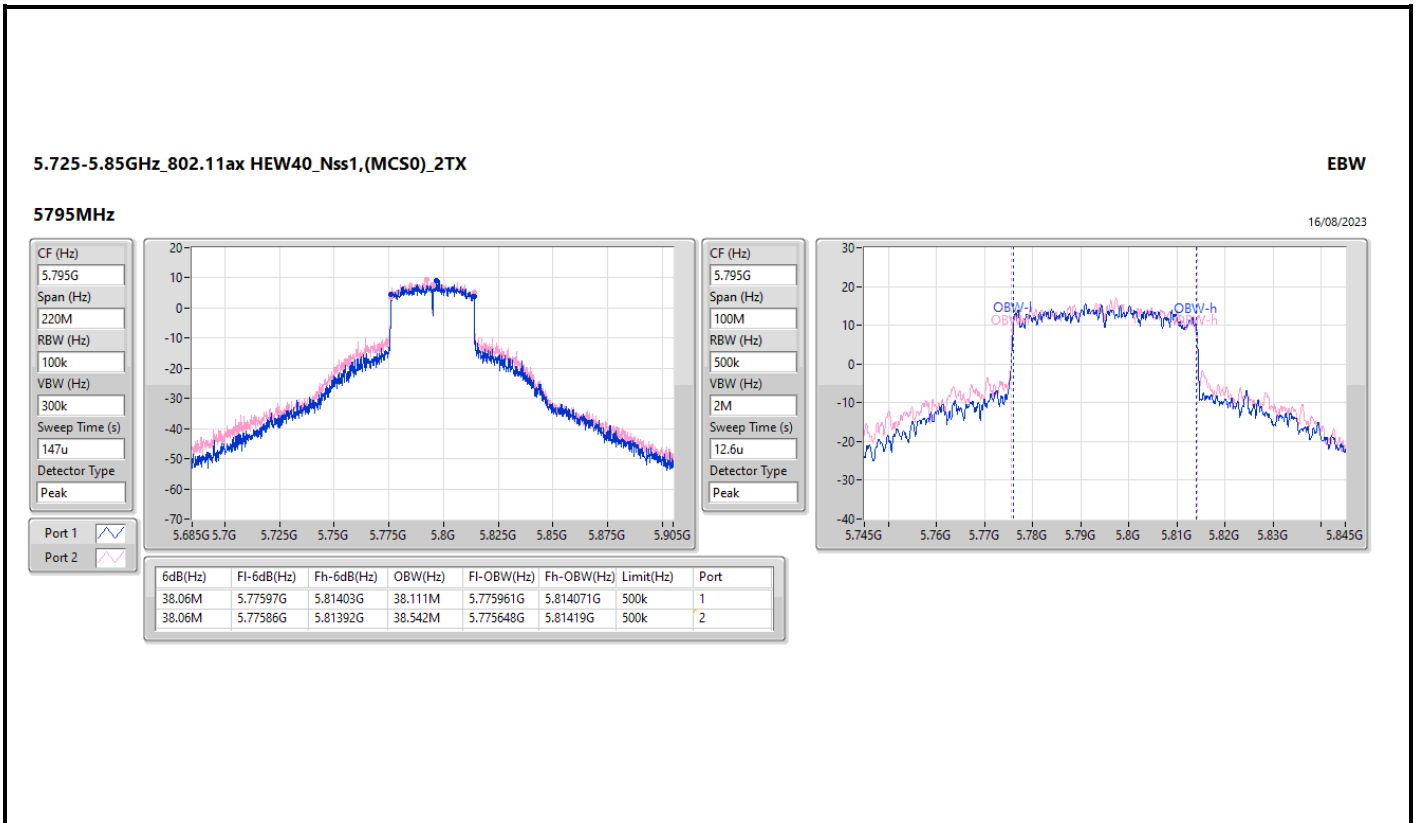 5.725-5.85GHz_802.11ax HEW40_Nss1,(MCS0)_2TX
EBW
5795MHz
16/08/2023
CF (Hz)
5.795G
Span (Hz)
220M
RBW (Hz)
100k
VBW (Hz)
300k
Sweep Time (s)
147u
Detector Type
Peak
Port 1
Port 2
20
10
0
-10
-20
-30
-40
-50
-60
-70
5.685G 5.7G 5.725G 5.75G 5.775G 5.8G 5.825G 5.85G 5.875G 5.905G
CF (Hz)
5.795G
Span (Hz)
100M
RBW (Hz)
500k
VBW (Hz)
2M
Sweep Time (s)
12.6u
Detector Type
Peak
30
20
10
0
-10
-20
-30
-40
OBW-l OBW-h
5.745G 5.76G 5.77G 5.78G 5.79G 5.8G 5.81G 5.82G 5.83G 5.845G
6dB(Hz) Fl-6dB(Hz) Fh-6dB(Hz) OBW(Hz) Fl-OBW(Hz) Fh-OBW(Hz) Limit(Hz) Port
38.06M 5.77597G 5.81403G 38.111M 5.775961G 5.814071G 500k 1
38.06M 5.77586G 5.81392G 38.542M 5.775648G 5.81419G 500k 2